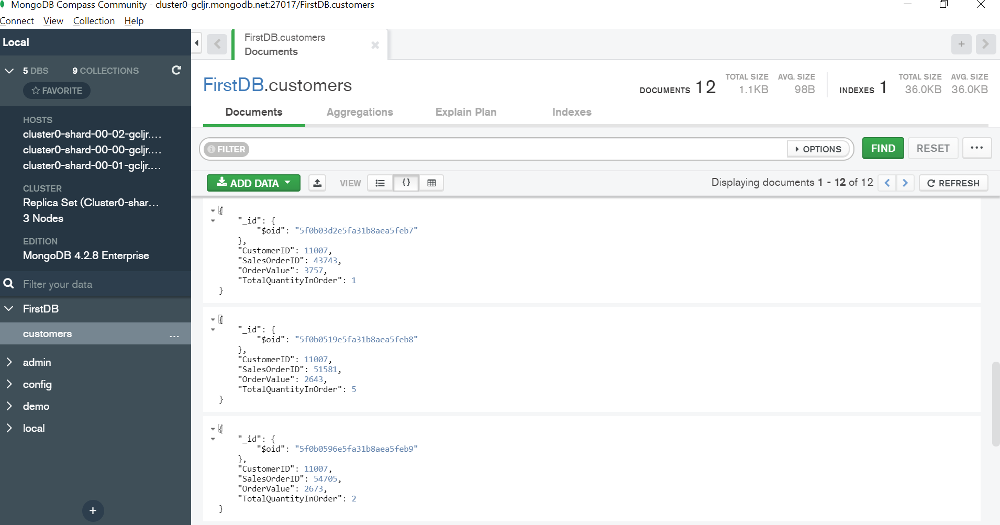 MongoDB Compass Community - cluster0-gcljr.mongodb.net:27017/FirstDB.customers
Connect View Collection Help
Local
5 DBS 9 COLLECTIONS
FAVORITE
HOSTS
cluster0-shard-00-02-gcljr....
cluster0-shard-00-00-gcljr....
cluster0-shard-00-01-gcljr....
CLUSTER
Replica Set (Cluster0-shar...
3 Nodes
EDITION
MongoDB 4.2.8 Enterprise
Filter your data
FirstDB
customers ...
admin
config
demo
local
+
FirstDB.customers
Documents
FirstDB.customers
DOCUMENTS 12 TOTAL SIZE 1.1KB AVG. SIZE 98B
INDEXES 1 TOTAL SIZE 36.0KB AVG. SIZE 36.0KB
Documents Aggregations Explain Plan Indexes
FILTER OPTIONS FIND RESET ...
ADD DATA VIEW {} Displaying documents 1 - 12 of 12 REFRESH
{
"_id": {
"$oid": "5f0b03d2e5fa31b8aea5feb7"
},
"CustomerID": 11007,
"SalesOrderID": 43743,
"OrderValue": 3757,
"TotalQuantityInOrder": 1
}
{
"_id": {
"$oid": "5f0b0519e5fa31b8aea5feb8"
},
"CustomerID": 11007,
"SalesOrderID": 51581,
"OrderValue": 2643,
"TotalQuantityInOrder": 5
}
{
"_id": {
"$oid": "5f0b0596e5fa31b8aea5feb9"
},
"CustomerID": 11007,
"SalesOrderID": 54705,
"OrderValue": 2673,
"TotalQuantityInOrder": 2
}